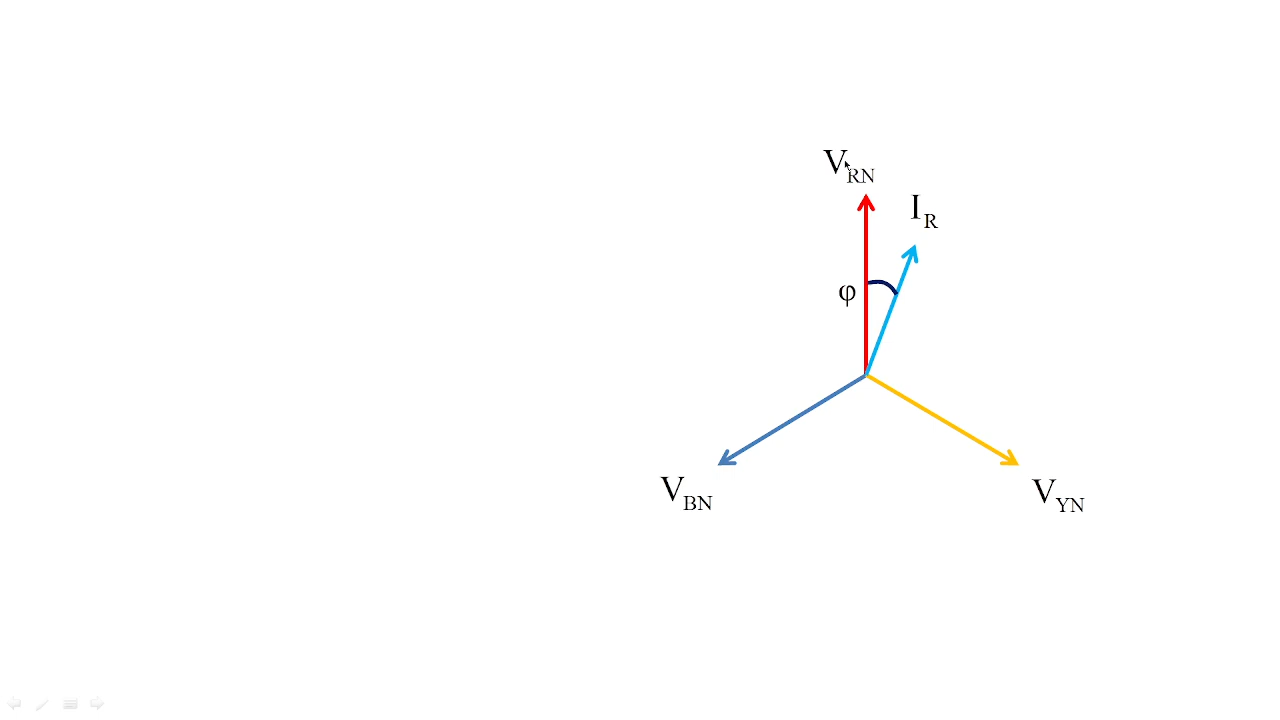 V_RN
I_R
φ
V_BN
V_YN